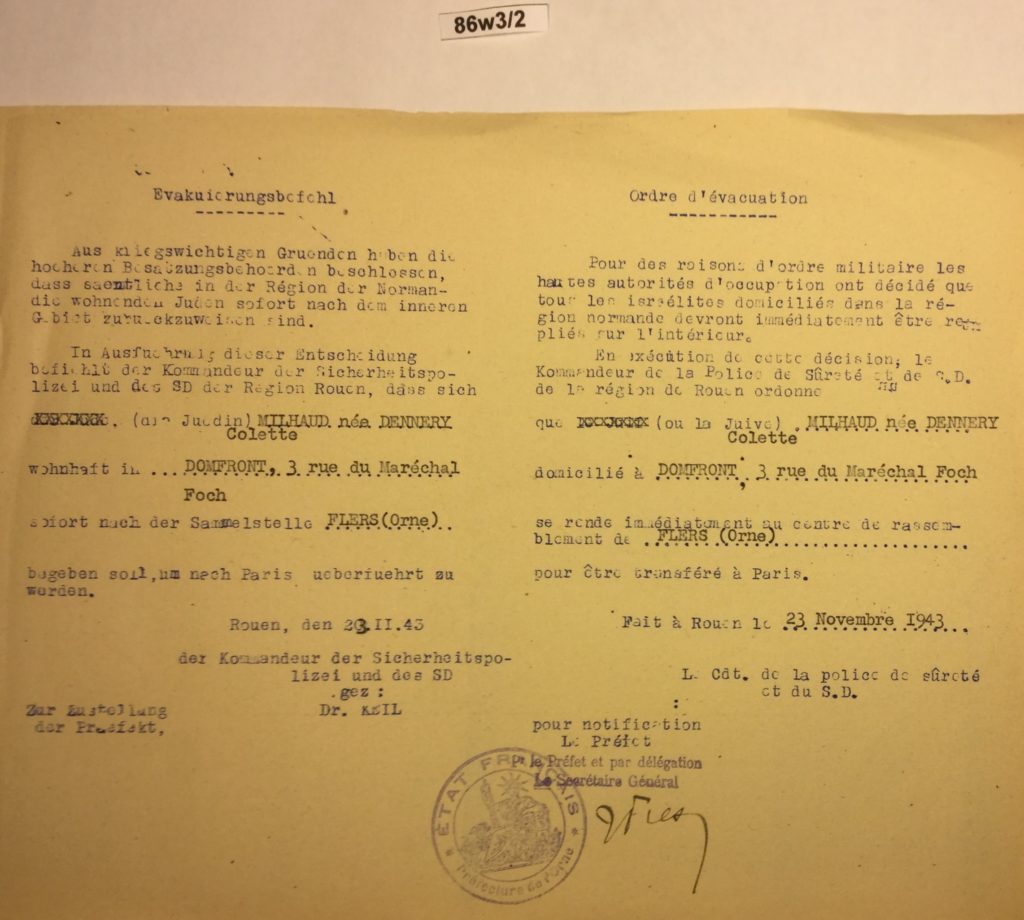 86w3/2
Evakuierungsbefehl
Aus kriegswichtigen Gruenden haben die
hoeheren Besatzungsbehoerden beschlossen,
dass saemtliche in der Région der Norman-
die wohnenden Juden sofort nach dem inneren
Gebiet zurueckzuweisen sind.
In Ausfuehrung dieser Entscheidung
befiehlt der Kommandeur der Sicherheitspo-
lizei und des SD der Region Rouen, dass sich
(die Juedin) MILHAUD née DENNERY
Colette
wohnhaft in ... DOMFRONT, 3 rue du Maréchal
Foch
sofort nach der Sammelstelle FLERS(Orne)..
begeben soll,um nach Paris ueberfuehrt zu
werden.
Rouen, den 23.II.43
der Kommandeur der Sicherheitspo-
lizei und des SD
.gez :
Dr. KEIL
Zur Zustellung
der Praefekt,
Ordre d'évacuation
Pour des raisons d'ordre militaire les
hautes autorités d'occupation ont décidé que
tous les israélites domiciliés dans la ré-
gion normande devront immédiatement être re-
pliés sur l'intérieur.
En exécution de cette décision, le
Kommandeur de la Police de Sûreté et de S.D.
de la région de Rouen ordonne
que (ou la Juive) . MILHAUD née DENNERY
Colette
domicilié à DOMFRONT, 3 rue du Maréchal Foch
se rende immédiatement au centre de rassem-
blement de .FLERS (Orne)......................
pour être transféré à Paris.
Fait à Rouen le 23 Novembre 1943...
Le Cdt. de la police de sûreté
et du S.D.
:
pour notification
Le Préfet
Pr le Préfet et par délégation
Le Secrétaire Général
ÉTAT FRANÇAIS
Préfecture de l'Orne